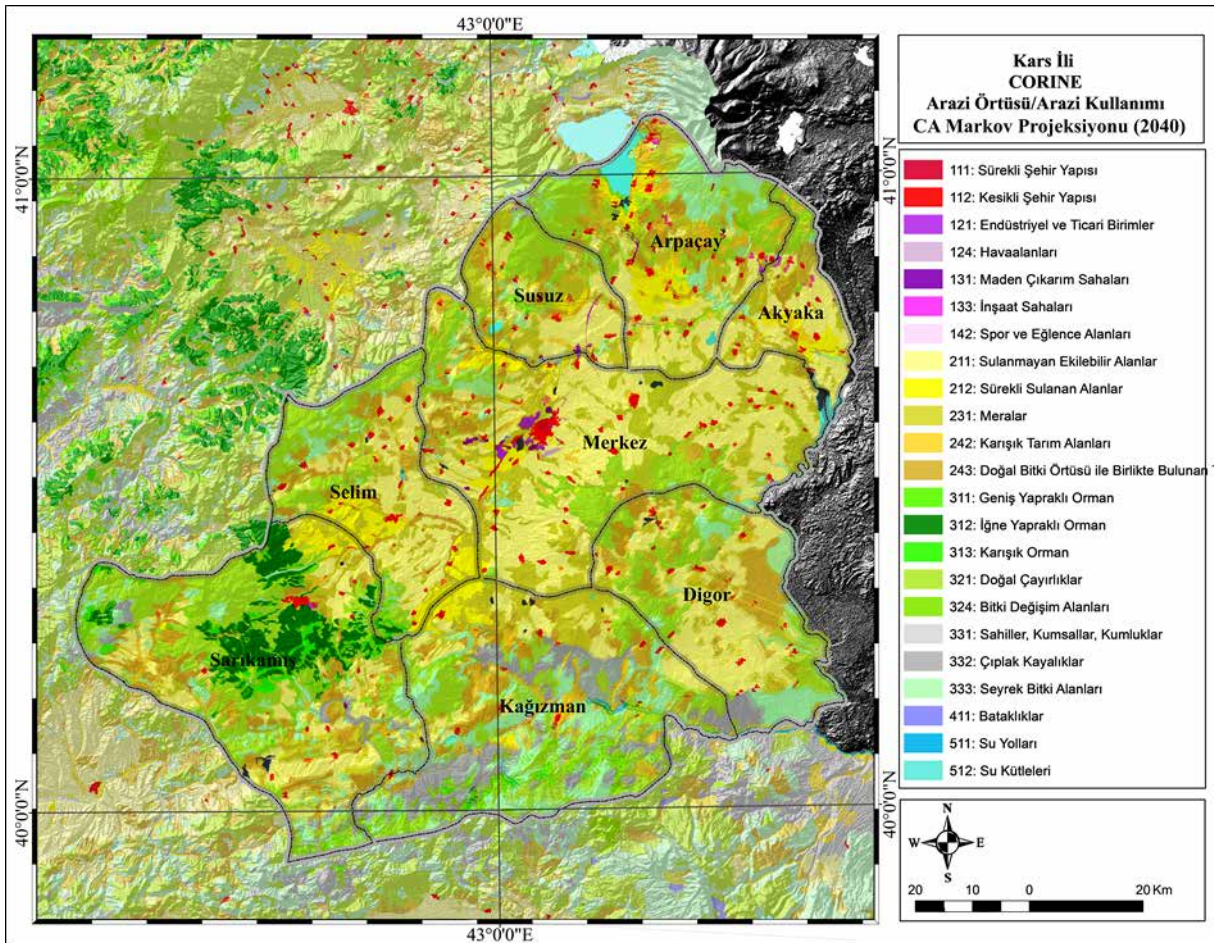 43°0'0"E
Kars İli
CORINE
Arazi Örtüsü/Arazi Kullanımı
CA Markov Projeksiyonu (2040)
41°0'0"N
41°0'0"N
Arpaçay
Susuz
Akyaka
Merkez
Selim
Digor
Sarıkamış
Kağızman
40°0'0"N
40°0'0"N
43°0'0"E
111: Sürekli Şehir Yapısı
112: Kesikli Şehir Yapısı
121: Endüstriyel ve Ticari Birimler
124: Havaalanları
131: Maden Çıkarım Sahaları
133: İnşaat Sahaları
142: Spor ve Eğlence Alanları
211: Sulanmayan Ekilebilir Alanlar
212: Sürekli Sulanan Alanlar
231: Meralar
242: Karışık Tarım Alanları
243: Doğal Bitki Örtüsü ile Birlikte Bulunan
311: Geniş Yapraklı Orman
312: İğne Yapraklı Orman
313: Karışık Orman
321: Doğal Çayırlıklar
324: Bitki Değişim Alanları
331: Sahiller, Kumsallar, Kumluklar
332: Çıplak Kayalıklar
333: Seyrek Bitki Alanları
411: Bataklıklar
511: Su Yolları
512: Su Kütleleri
N
W E
S
20 10 0 20 Km